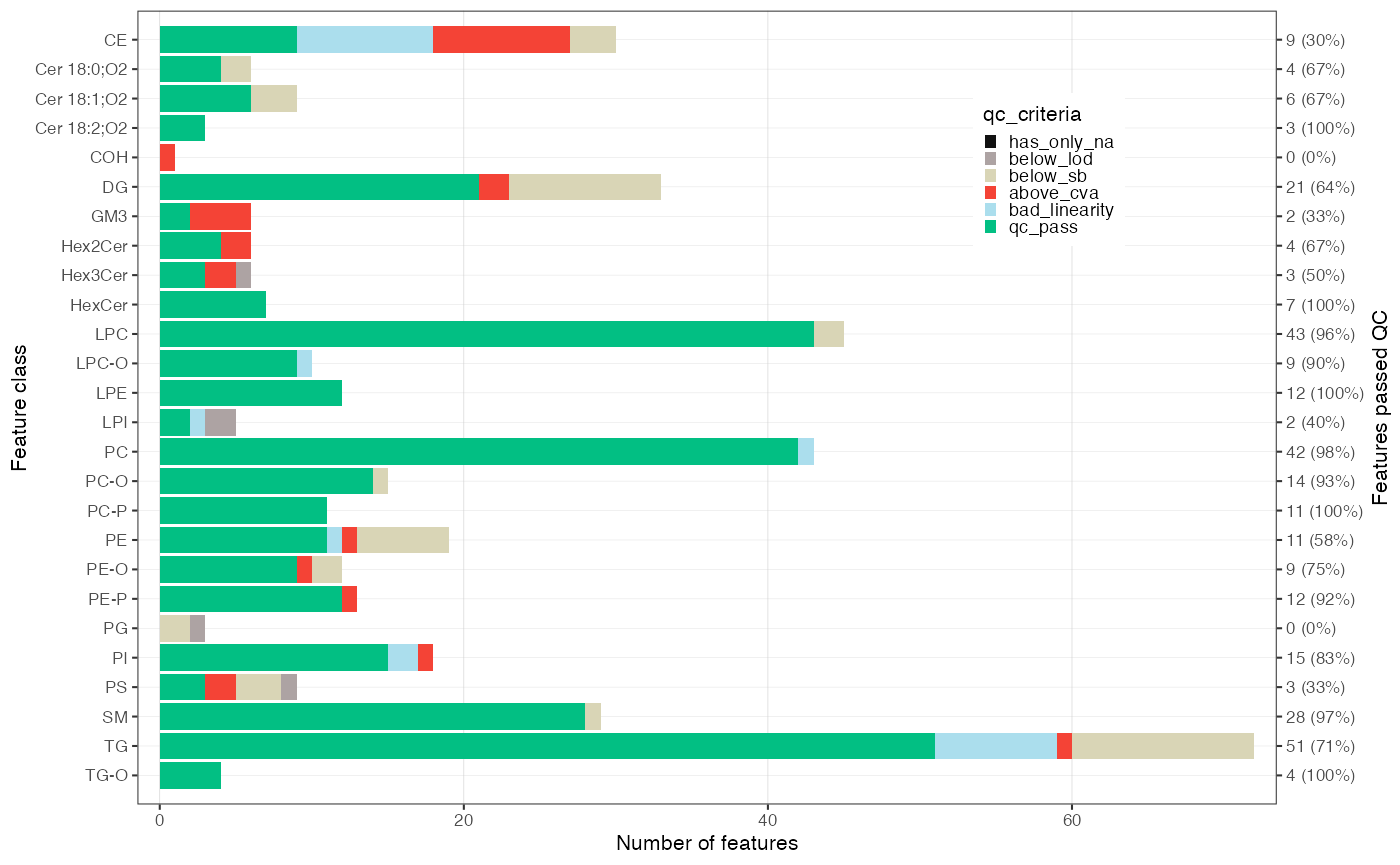 CE
9 (30%)
Cer 18:0;O2
4 (67%)
Cer 18:1;O2
6 (67%)
Cer 18:2;O2
3 (100%)
COH
0 (0%)
DG
21 (64%)
GM3
2 (33%)
Hex2Cer
4 (67%)
Hex3Cer
3 (50%)
HexCer
7 (100%)
LPC
43 (96%)
LPC-O
9 (90%)
LPE
12 (100%)
LPI
2 (40%)
PC
42 (98%)
PC-O
14 (93%)
PC-P
11 (100%)
PE
11 (58%)
PE-O
9 (75%)
PE-P
12 (92%)
PG
0 (0%)
PI
15 (83%)
PS
3 (33%)
SM
28 (97%)
TG
51 (71%)
TG-O
4 (100%)
qc_criteria
has_only_na
below_lod
below_sb
above_cva
bad_linearity
qc_pass
Feature class
Features passed QC
0 20 40 60
Number of features